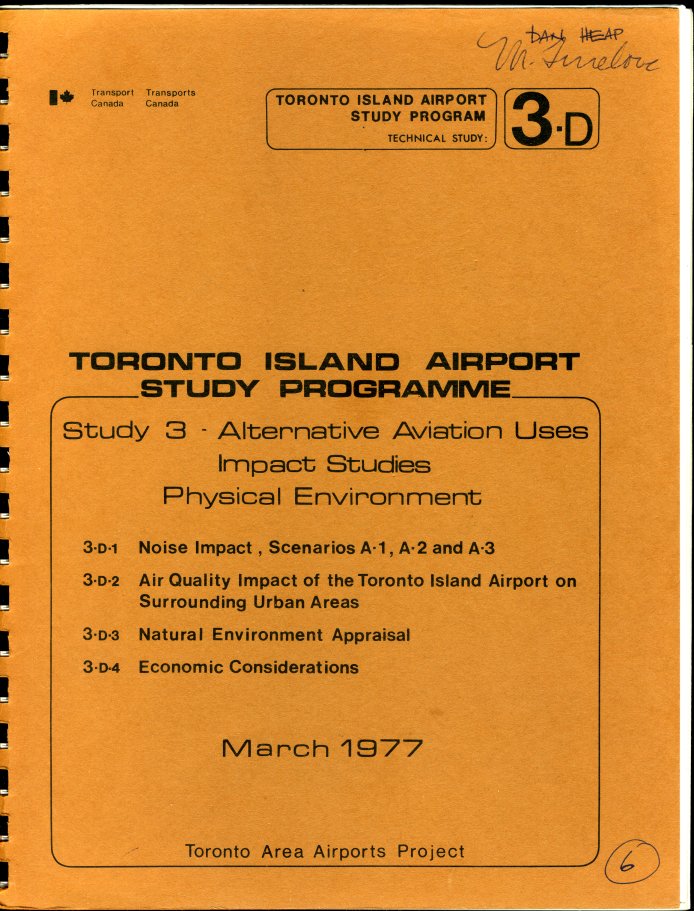 DAN HEAP
Transport Transports
Canada Canada
TORONTO ISLAND AIRPORT
STUDY PROGRAM
TECHNICAL STUDY:
3·D
TORONTO ISLAND AIRPORT
STUDY PROGRAMME
Study 3 - Alternative Aviation Uses
Impact Studies
Physical Environment
3·D·1 Noise Impact , Scenarios A·1, A·2 and A·3
3·D·2 Air Quality Impact of the Toronto Island Airport on
Surrounding Urban Areas
3·D·3 Natural Environment Appraisal
3·D·4 Economic Considerations
March 1977
Toronto Area Airports Project
6